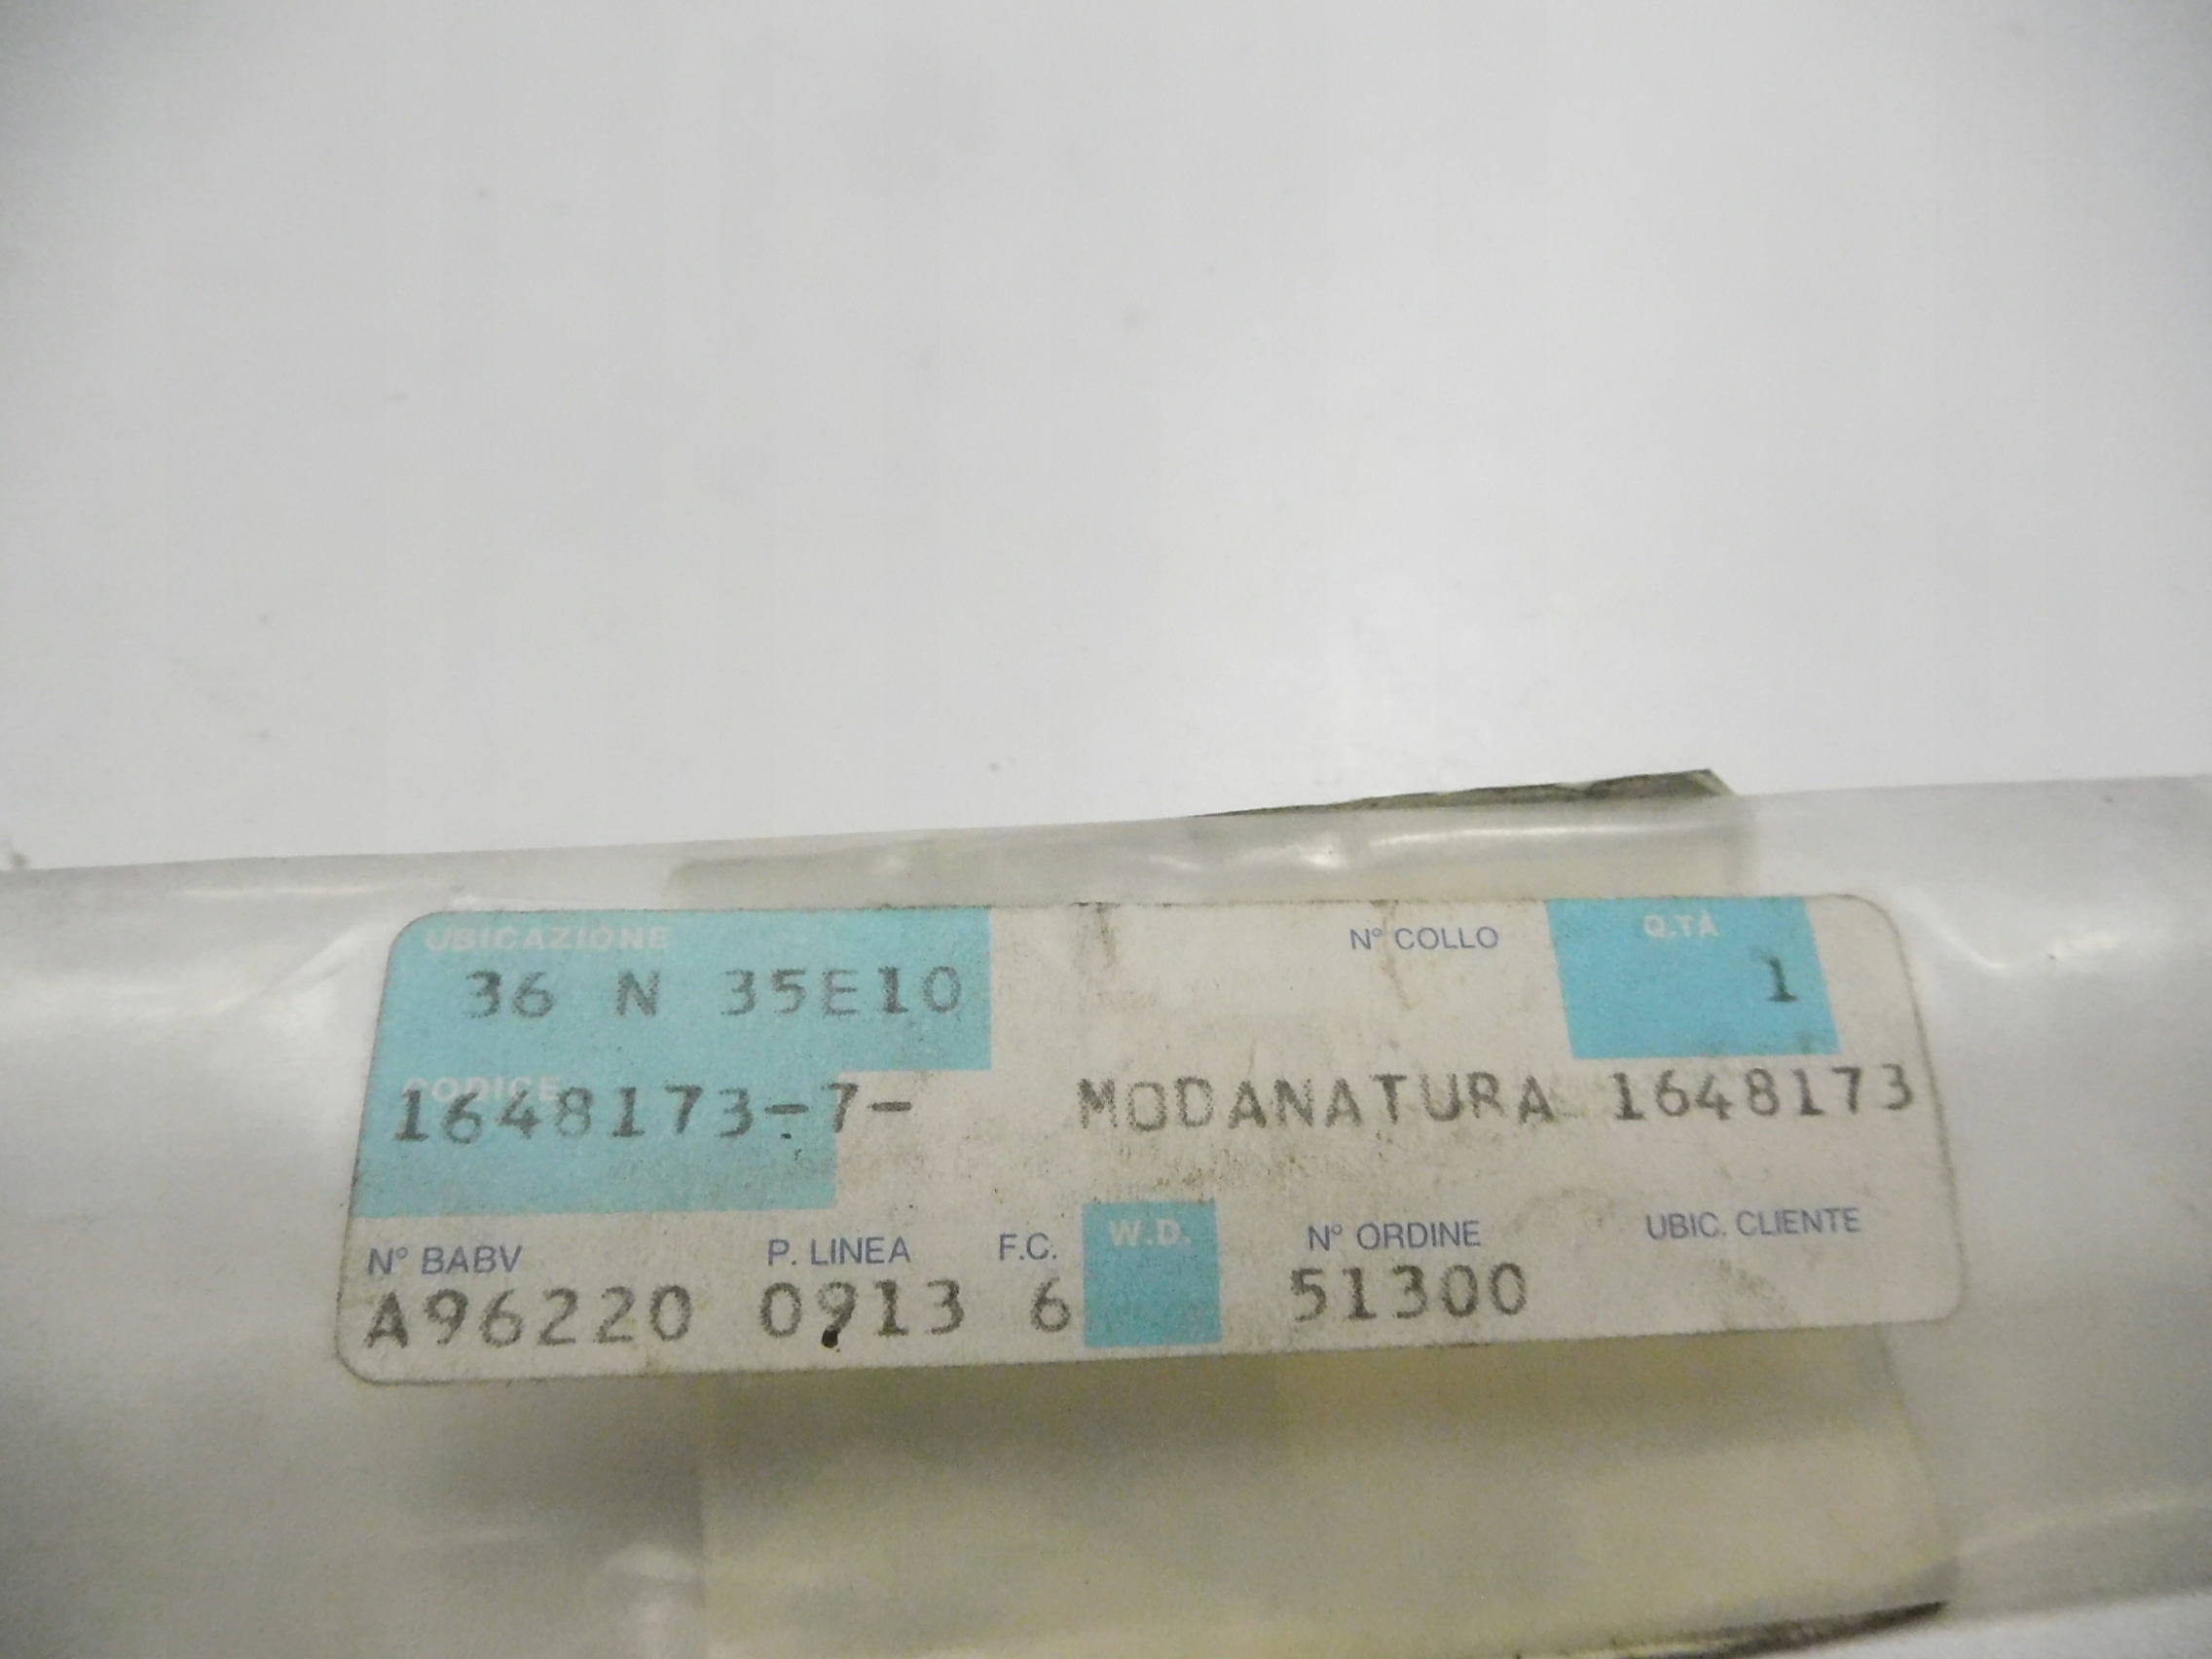 UBICAZIONE N° COLLO Q.TÀ
36 N 35E10 1
CODICE
1648173-7- MODANATURA 1648173
N° BABV P. LINEA F.C. W.D. N° ORDINE UBIC. CLIENTE
A96220 0913 6 51300